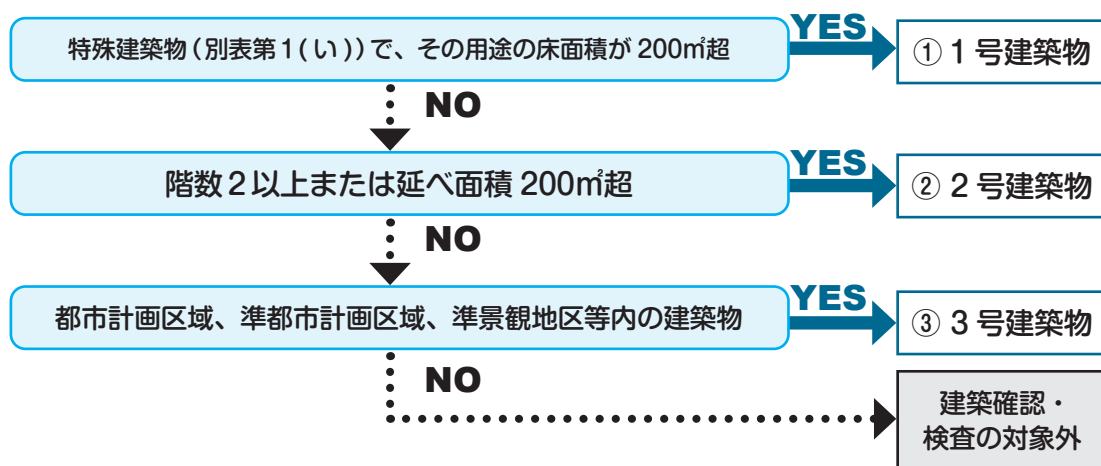 特殊建築物(別表第1(い))で、その用途の床面積が 200㎡超
YES
① 1 号建築物
NO
階数2以上または延べ面積 200㎡超
YES
② 2 号建築物
NO
都市計画区域、準都市計画区域、準景観地区等内の建築物
YES
③ 3 号建築物
NO
建築確認・
検査の対象外